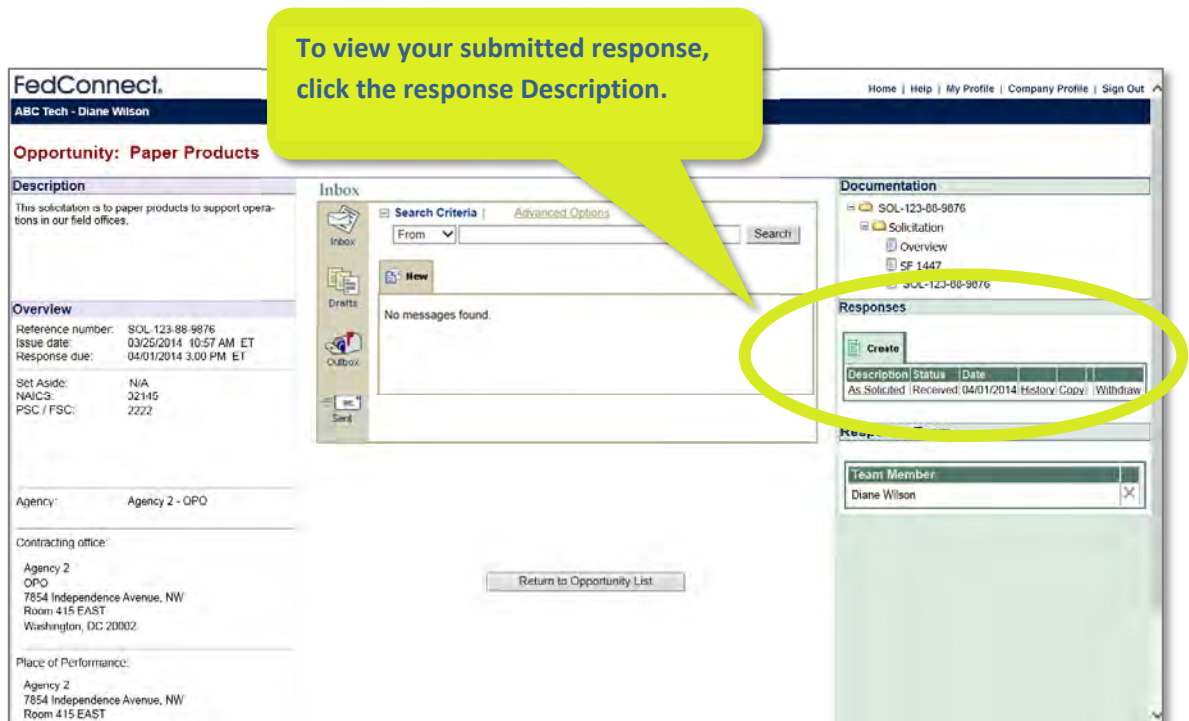 To view your submitted response,
click the response Description.
FedConnect.
Home | Help | My Profile | Company Profile | Sign Out
ABC Tech - Diane Wilson
Opportunity: Paper Products
Description
This solicitation is to paper products to support opera-
tions in our field offices.
Overview
Reference number: SOL-123-88-9876
Issue date: 03/25/2014 10:57 AM ET
Response due: 04/01/2014 3:00 PM ET
Set Aside: N/A
NAICS: 32145
PSC / FSC: 2222
Agency: Agency 2 - OPO
Contracting office:
Agency 2
OPO
7854 Independence Avenue, NW
Room 415 EAST
Washington, DC 20002
Place of Performance:
Agency 2
7854 Independence Avenue, NW
Room 415 EAST
Inbox
Inbox
Drafts
Outbox
Sent
Search Criteria | Advanced Options
From Search
New
No messages found.
Return to Opportunity List
Documentation
SOL-123-88-9876
Solicitation
Overview
SF 1447
SOL-123-88-9876
Responses
Create
Description Status Date
As Solicited Received 04/01/2014 History Copy Withdraw
Team Member
Diane Wilson